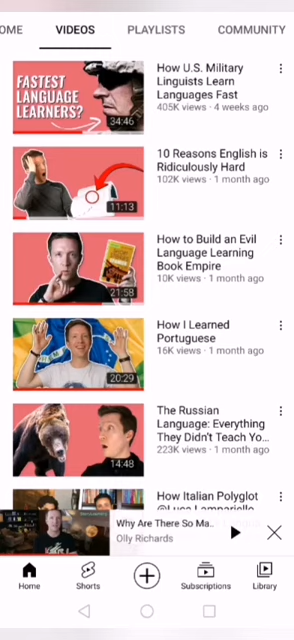 OME VIDEOS PLAYLISTS COMMUNITY
FASTEST
LANGUAGE
LEARNERS?
34:46
How U.S. Military
Linguists Learn
Languages Fast
405K views · 4 weeks ago
11:13
10 Reasons English is
Ridiculously Hard
102K views · 1 month ago
21:58
How to Build an Evil
Language Learning
Book Empire
10K views · 1 month ago
20:29
How I Learned
Portuguese
16K views · 1 month ago
14:48
The Russian
Language: Everything
They Didn't Teach Yo...
223K views · 1 month ago
How Italian Polyglot
@Luca Lamparielle
Why Are There So Ma..
Olly Richards
Home Shorts Subscriptions Library